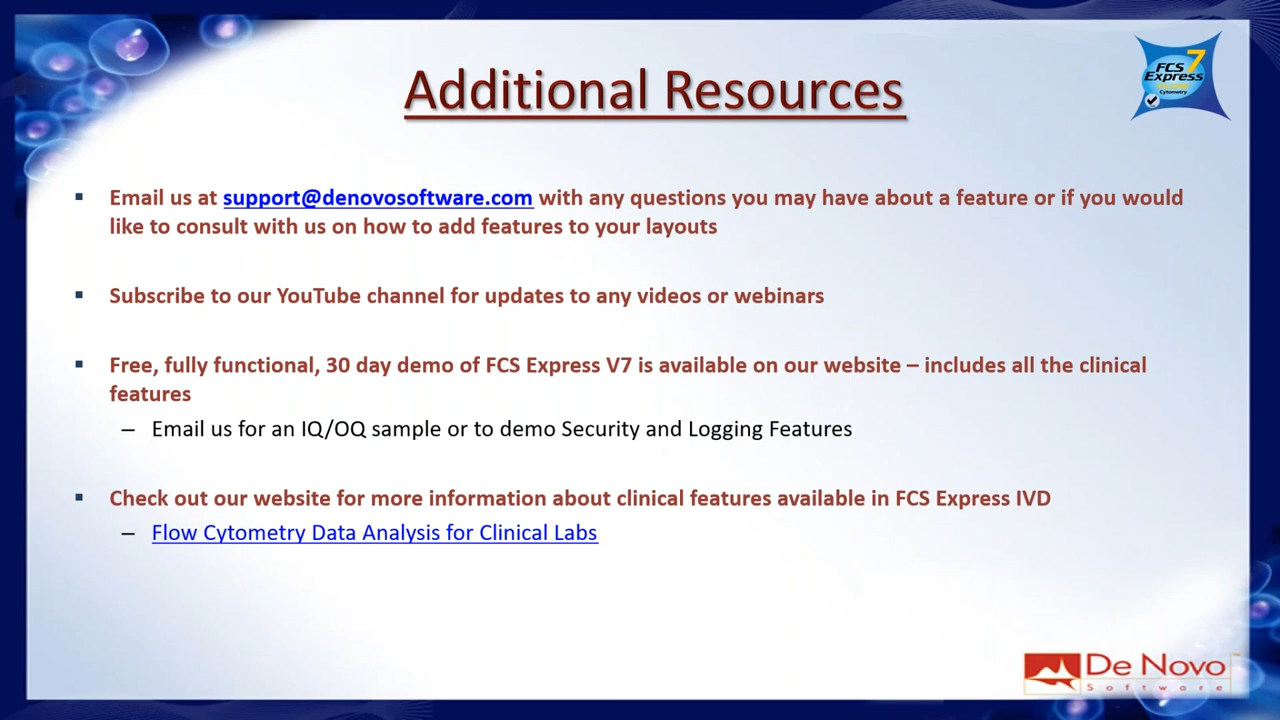 FCS 7
Express
Cytometry
Additional Resources
▪ Email us at support@denovosoftware.com with any questions you may have about a feature or if you would
like to consult with us on how to add features to your layouts
▪ Subscribe to our YouTube channel for updates to any videos or webinars
▪ Free, fully functional, 30 day demo of FCS Express V7 is available on our website – includes all the clinical
features
– Email us for an IQ/OQ sample or to demo Security and Logging Features
▪ Check out our website for more information about clinical features available in FCS Express IVD
– Flow Cytometry Data Analysis for Clinical Labs
De Novo
Software